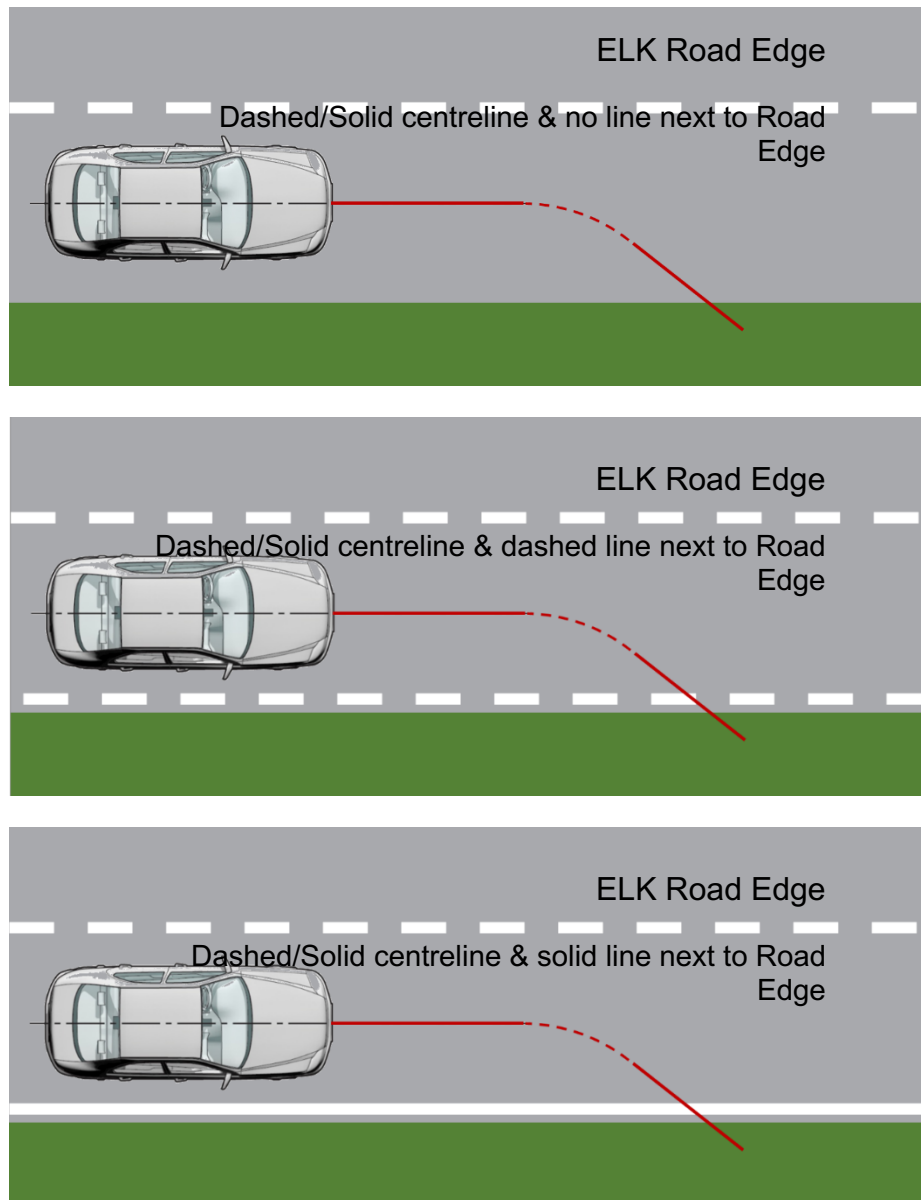 ELK Road Edge
Dashed/Solid centreline & no line next to Road
Edge
ELK Road Edge
Dashed/Solid centreline & dashed line next to Road
Edge
ELK Road Edge
Dashed/Solid centreline & solid line next to Road
Edge